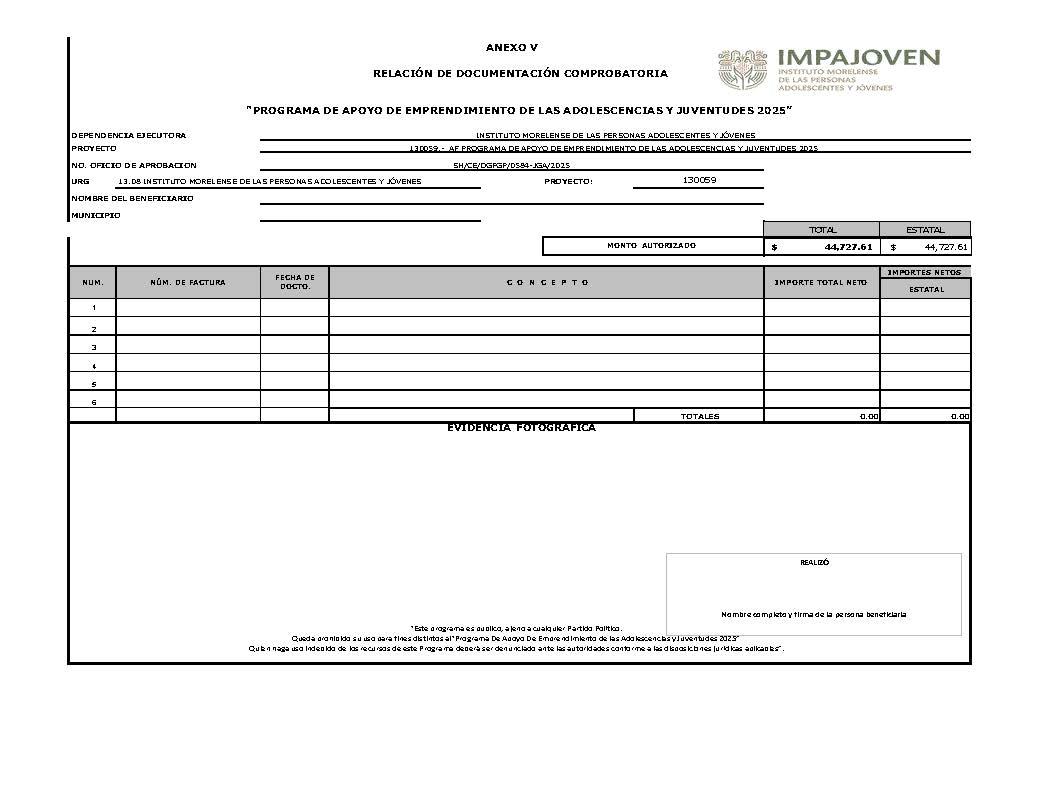 ANEXO V
RELACIÓN DE DOCUMENTACIÓN COMPROBATORIA
IMPAJOVEN
INSTITUTO MORELENSE
DE LAS PERSONAS
ADOLESCENTES Y JÓVENES
"PROGRAMA DE APOYO DE EMPRENDIMIENTO DE LAS ADOLESCENCIAS Y JUVENTUDES 2025"
DEPENDENCIA EJECUTORA INSTITUTO MORELENSE DE LAS PERSONAS ADOLESCENTES Y JÓVENES
PROYECTO 130059.- AF PROGRAMA DE APOYO DE EMPRENDIMIENTO DE LAS ADOLESCENCIAS Y JUVENTUDES 2025
NO. OFICIO DE APROBACION SH/CE/DGPGP/0584-JGA/2025
URG 13.08 INSTITUTO MORELENSE DE LAS PERSONAS ADOLESCENTES Y JÓVENES PROYECTO: 130059
NOMBRE DEL BENEFICIARIO
MUNICIPIO
TOTAL ESTATAL
MONTO AUTORIZADO $ 44,727.61 $ 44,727.61
NUM. NÚM. DE FACTURA FECHA DE DOCTO. C O N C E P T O IMPORTE TOTAL NETO IMPORTES NETOS
ESTATAL
1
2
3
4
5
6
TOTALES 0.00 0.00
EVIDENCIA FOTOGRAFICA
REALIZÓ
Nombre completo y firma de la persona beneficiaria
"Este programa es publico, ajeno a cualquier Partido Político.
Queda prohibido su uso para fines distintos al "Programa De Apoyo De Emprendimiento de las Adolescencias y Juventudes 2025"
Quien haga uso indebido de los recursos de este Programa deberá ser denunciado ante las autoridades conforme a las disposiciones jurídicas aplicables".